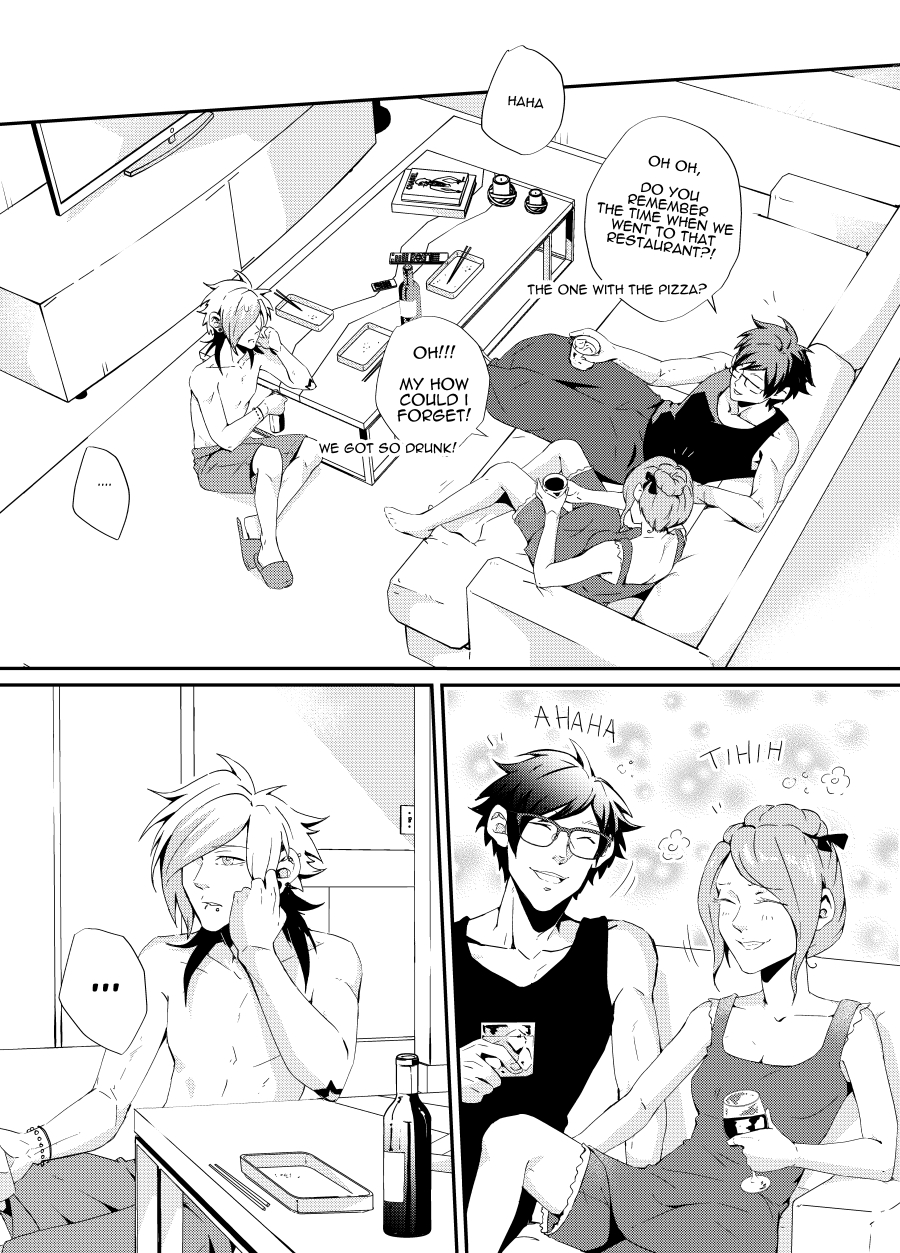 HAHA
OH OH,
DO YOU
REMEMBER
THE TIME WHEN WE
WENT TO THAT
RESTAURANT?!
THE ONE WITH THE PIZZA?
OH!!!
MY HOW
COULD I
FORGET!
WE GOT SO DRUNK!
....
...
AHAHA
TIHIH